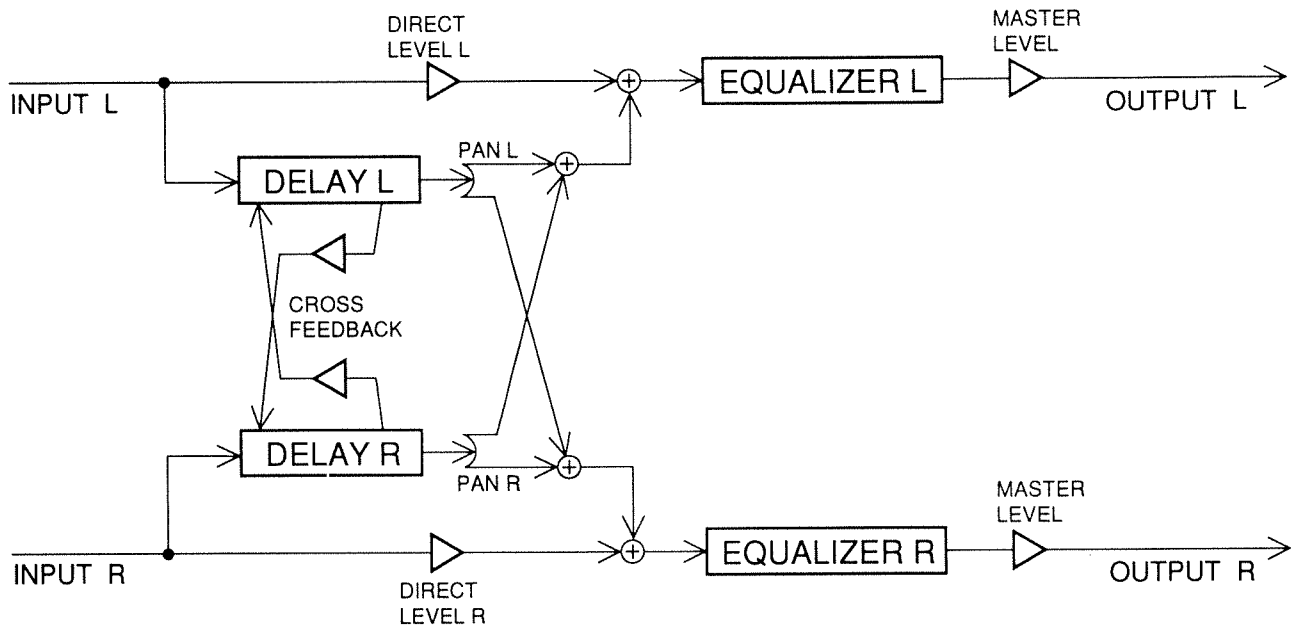 DIRECT
LEVEL L
MASTER
LEVEL
INPUT L
EQUALIZER L
OUTPUT L
PAN L
DELAY L
CROSS
FEEDBACK
DELAY R
PAN R
MASTER
LEVEL
INPUT R
EQUALIZER R
OUTPUT R
DIRECT
LEVEL R